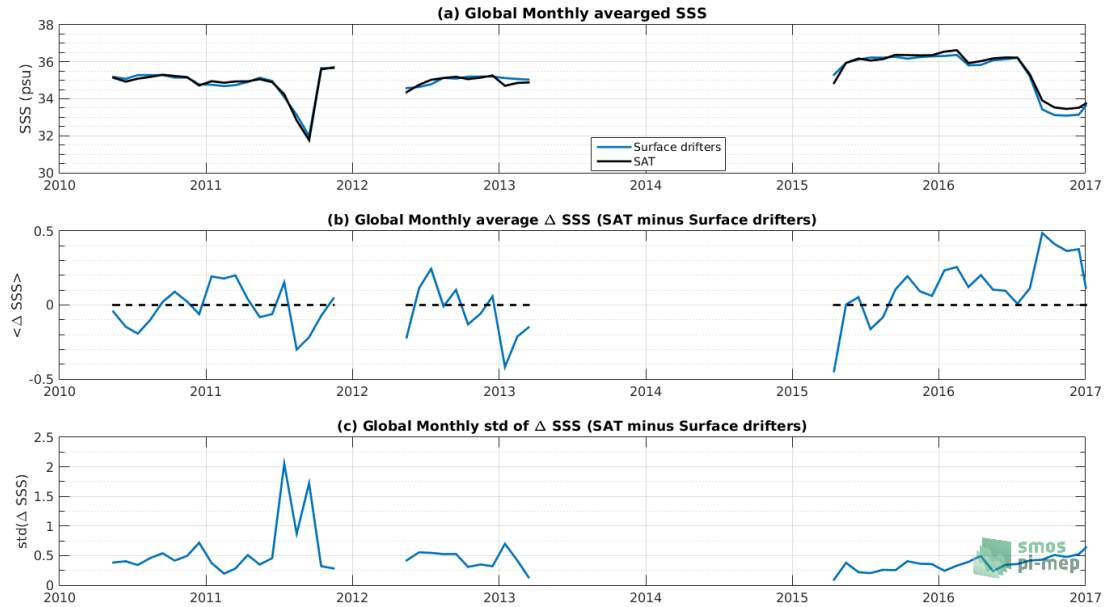 (a) Global Monthly avearged SSS
38
36
34
32
30
SSS (psu)
Surface drifters
SAT
2010 2011 2012 2013 2014 2015 2016 2017
(b) Global Monthly average Δ SSS (SAT minus Surface drifters)
0.5
0
-0.5
<Δ SSS>
2010 2011 2012 2013 2014 2015 2016 2017
(c) Global Monthly std of Δ SSS (SAT minus Surface drifters)
2.5
2
1.5
1
0.5
0
std(Δ SSS)
smos
pi-mep
2010 2011 2012 2013 2014 2015 2016 2017